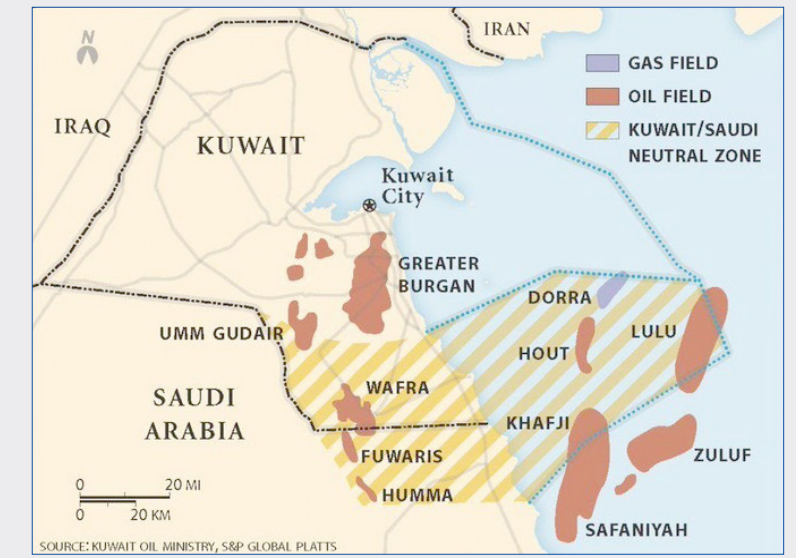 N
IRAN
GAS FIELD
OIL FIELD
KUWAIT/SAUDI
NEUTRAL ZONE
IRAQ
KUWAIT
Kuwait
City
GREATER
BURGAN
DORRA
UMM GUDAIR
HOUT
LULU
WAFRA
SAUDI
ARABIA
KHAFJI
FUWARIS
ZULUF
HUMMA
0 20 MI
0 20 KM
SAFANIYAH
SOURCE: KUWAIT OIL MINISTRY, S&P GLOBAL PLATTS